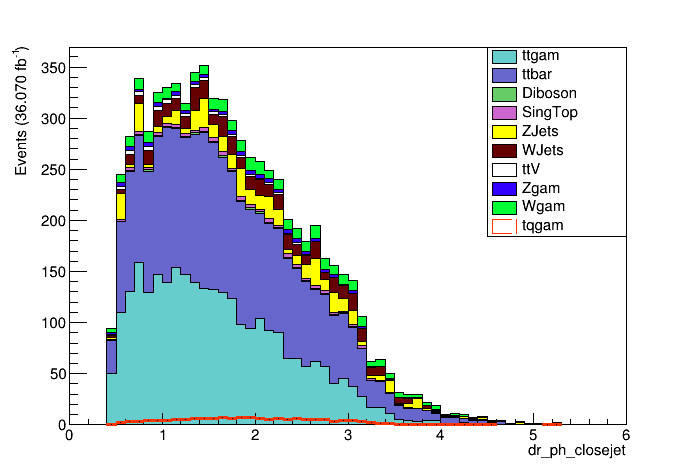 Events (36.070 fb⁻¹)
350
300
250
200
150
100
50
0
0 1 2 3 4 5 6
dr_ph_closejet
ttgam
ttbar
Diboson
SingTop
ZJets
WJets
ttV
Zgam
Wgam
tqgam